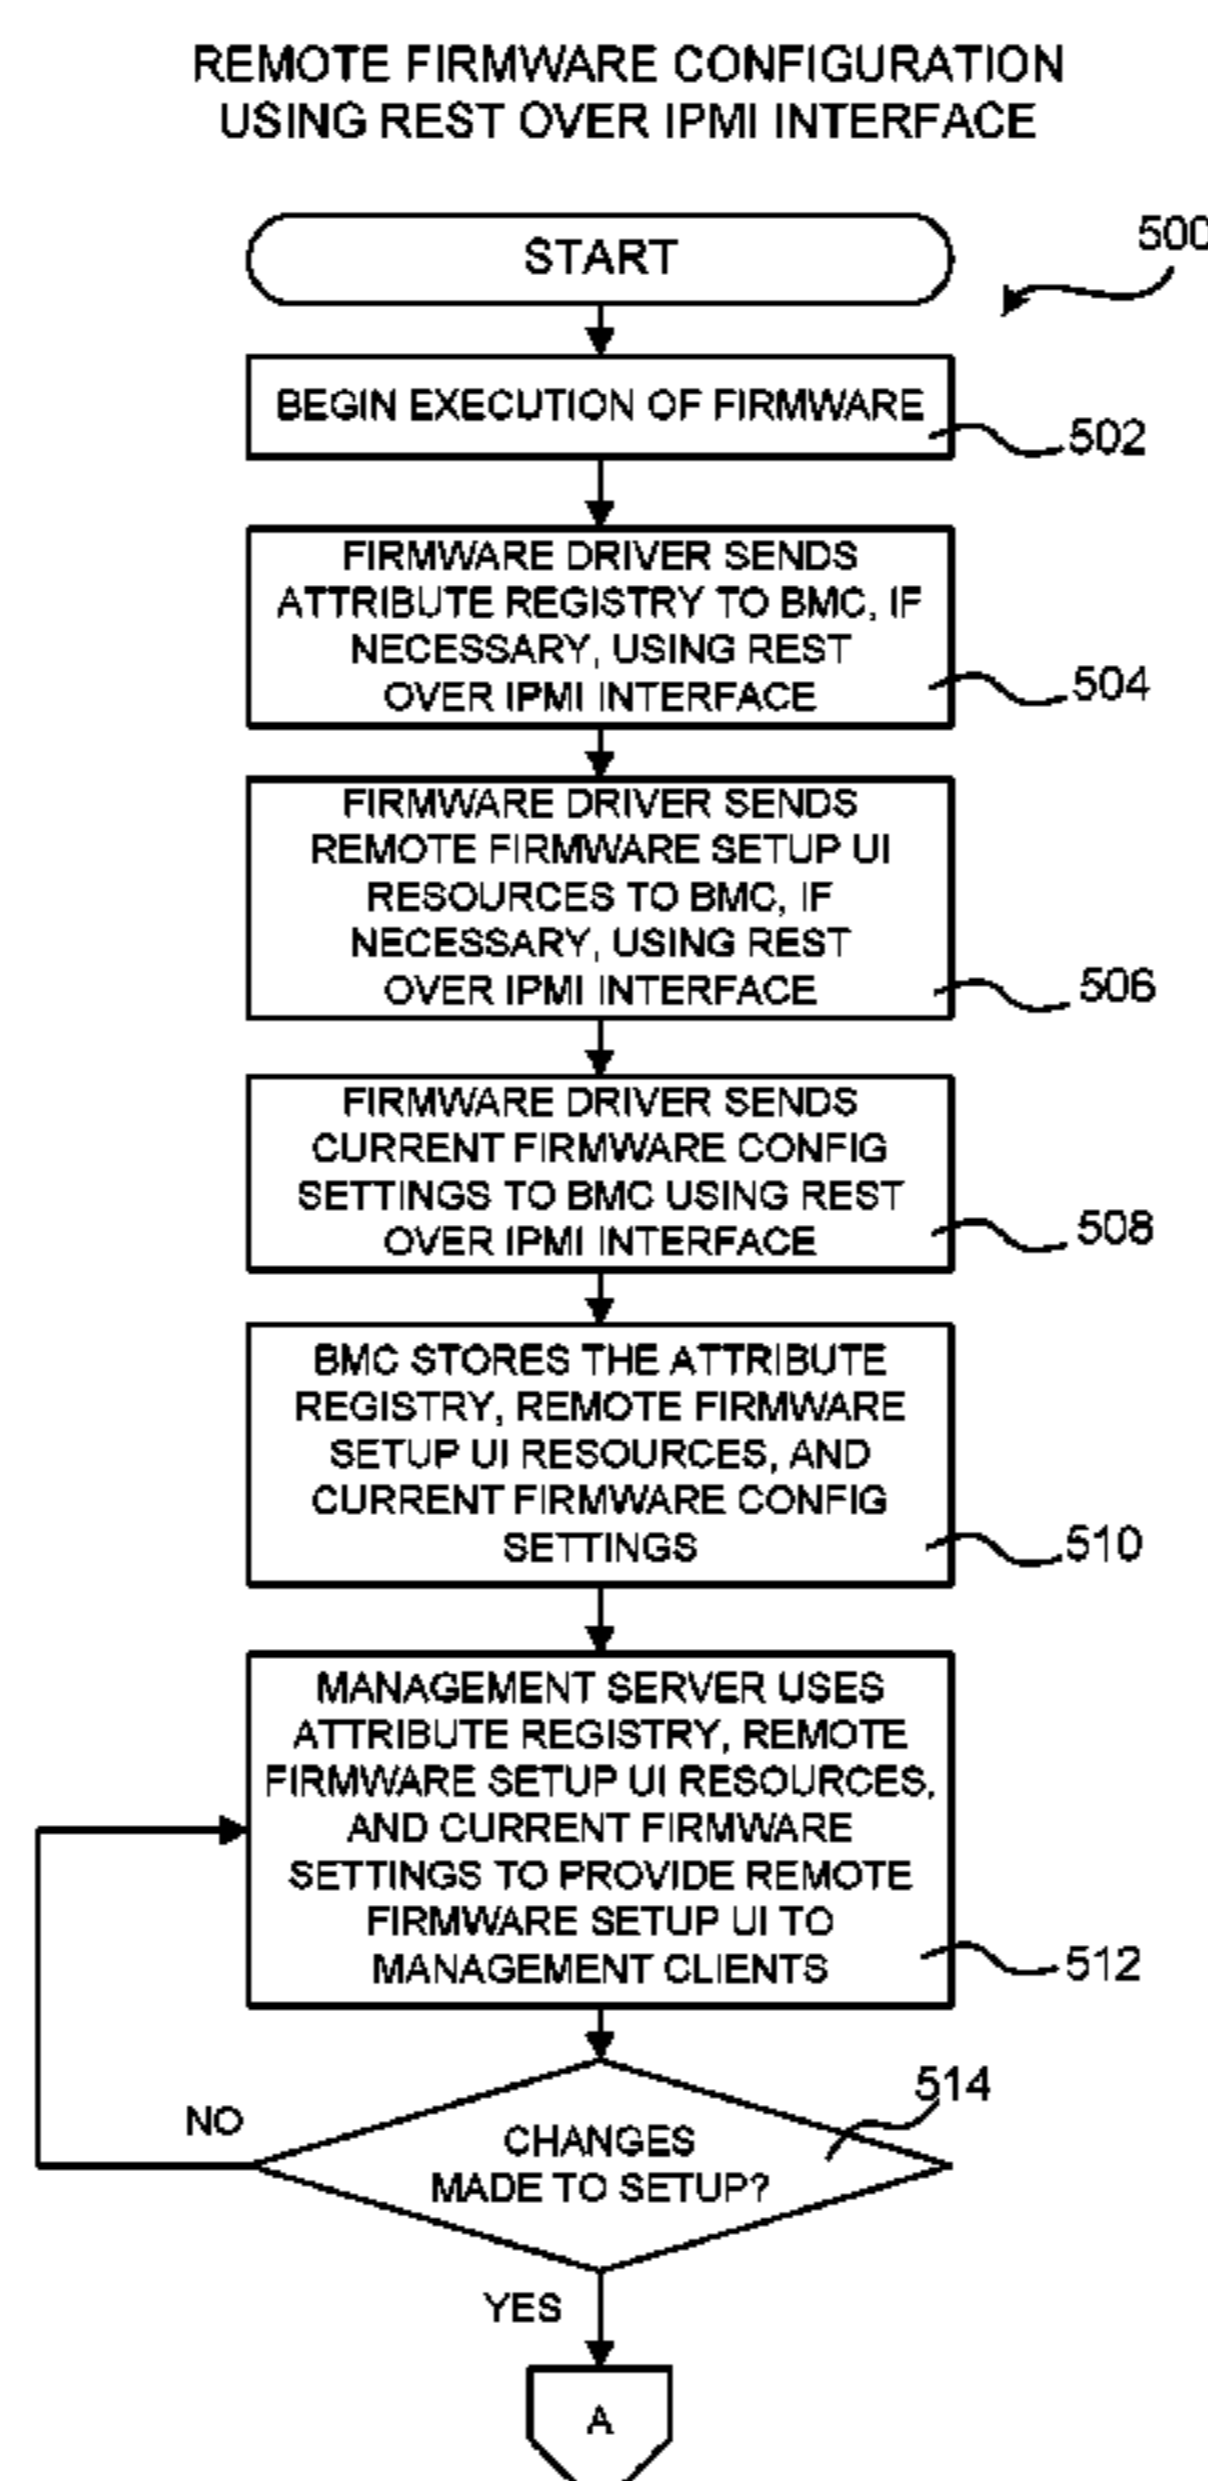 REMOTE FIRMWARE CONFIGURATION
USING REST OVER IPMI INTERFACE
START
500
BEGIN EXECUTION OF FIRMWARE
502
FIRMWARE DRIVER SENDS
ATTRIBUTE REGISTRY TO BMC, IF
NECESSARY, USING REST
OVER IPMI INTERFACE
504
FIRMWARE DRIVER SENDS
REMOTE FIRMWARE SETUP UI
RESOURCES TO BMC, IF
NECESSARY, USING REST
OVER IPMI INTERFACE
506
FIRMWARE DRIVER SENDS
CURRENT FIRMWARE CONFIG
SETTINGS TO BMC USING REST
OVER IPMI INTERFACE
508
BMC STORES THE ATTRIBUTE
REGISTRY, REMOTE FIRMWARE
SETUP UI RESOURCES, AND
CURRENT FIRMWARE CONFIG
SETTINGS
510
MANAGEMENT SERVER USES
ATTRIBUTE REGISTRY, REMOTE
FIRMWARE SETUP UI RESOURCES,
AND CURRENT FIRMWARE
SETTINGS TO PROVIDE REMOTE
FIRMWARE SETUP UI TO
MANAGEMENT CLIENTS
512
514
NO
CHANGES
MADE TO SETUP?
YES
A